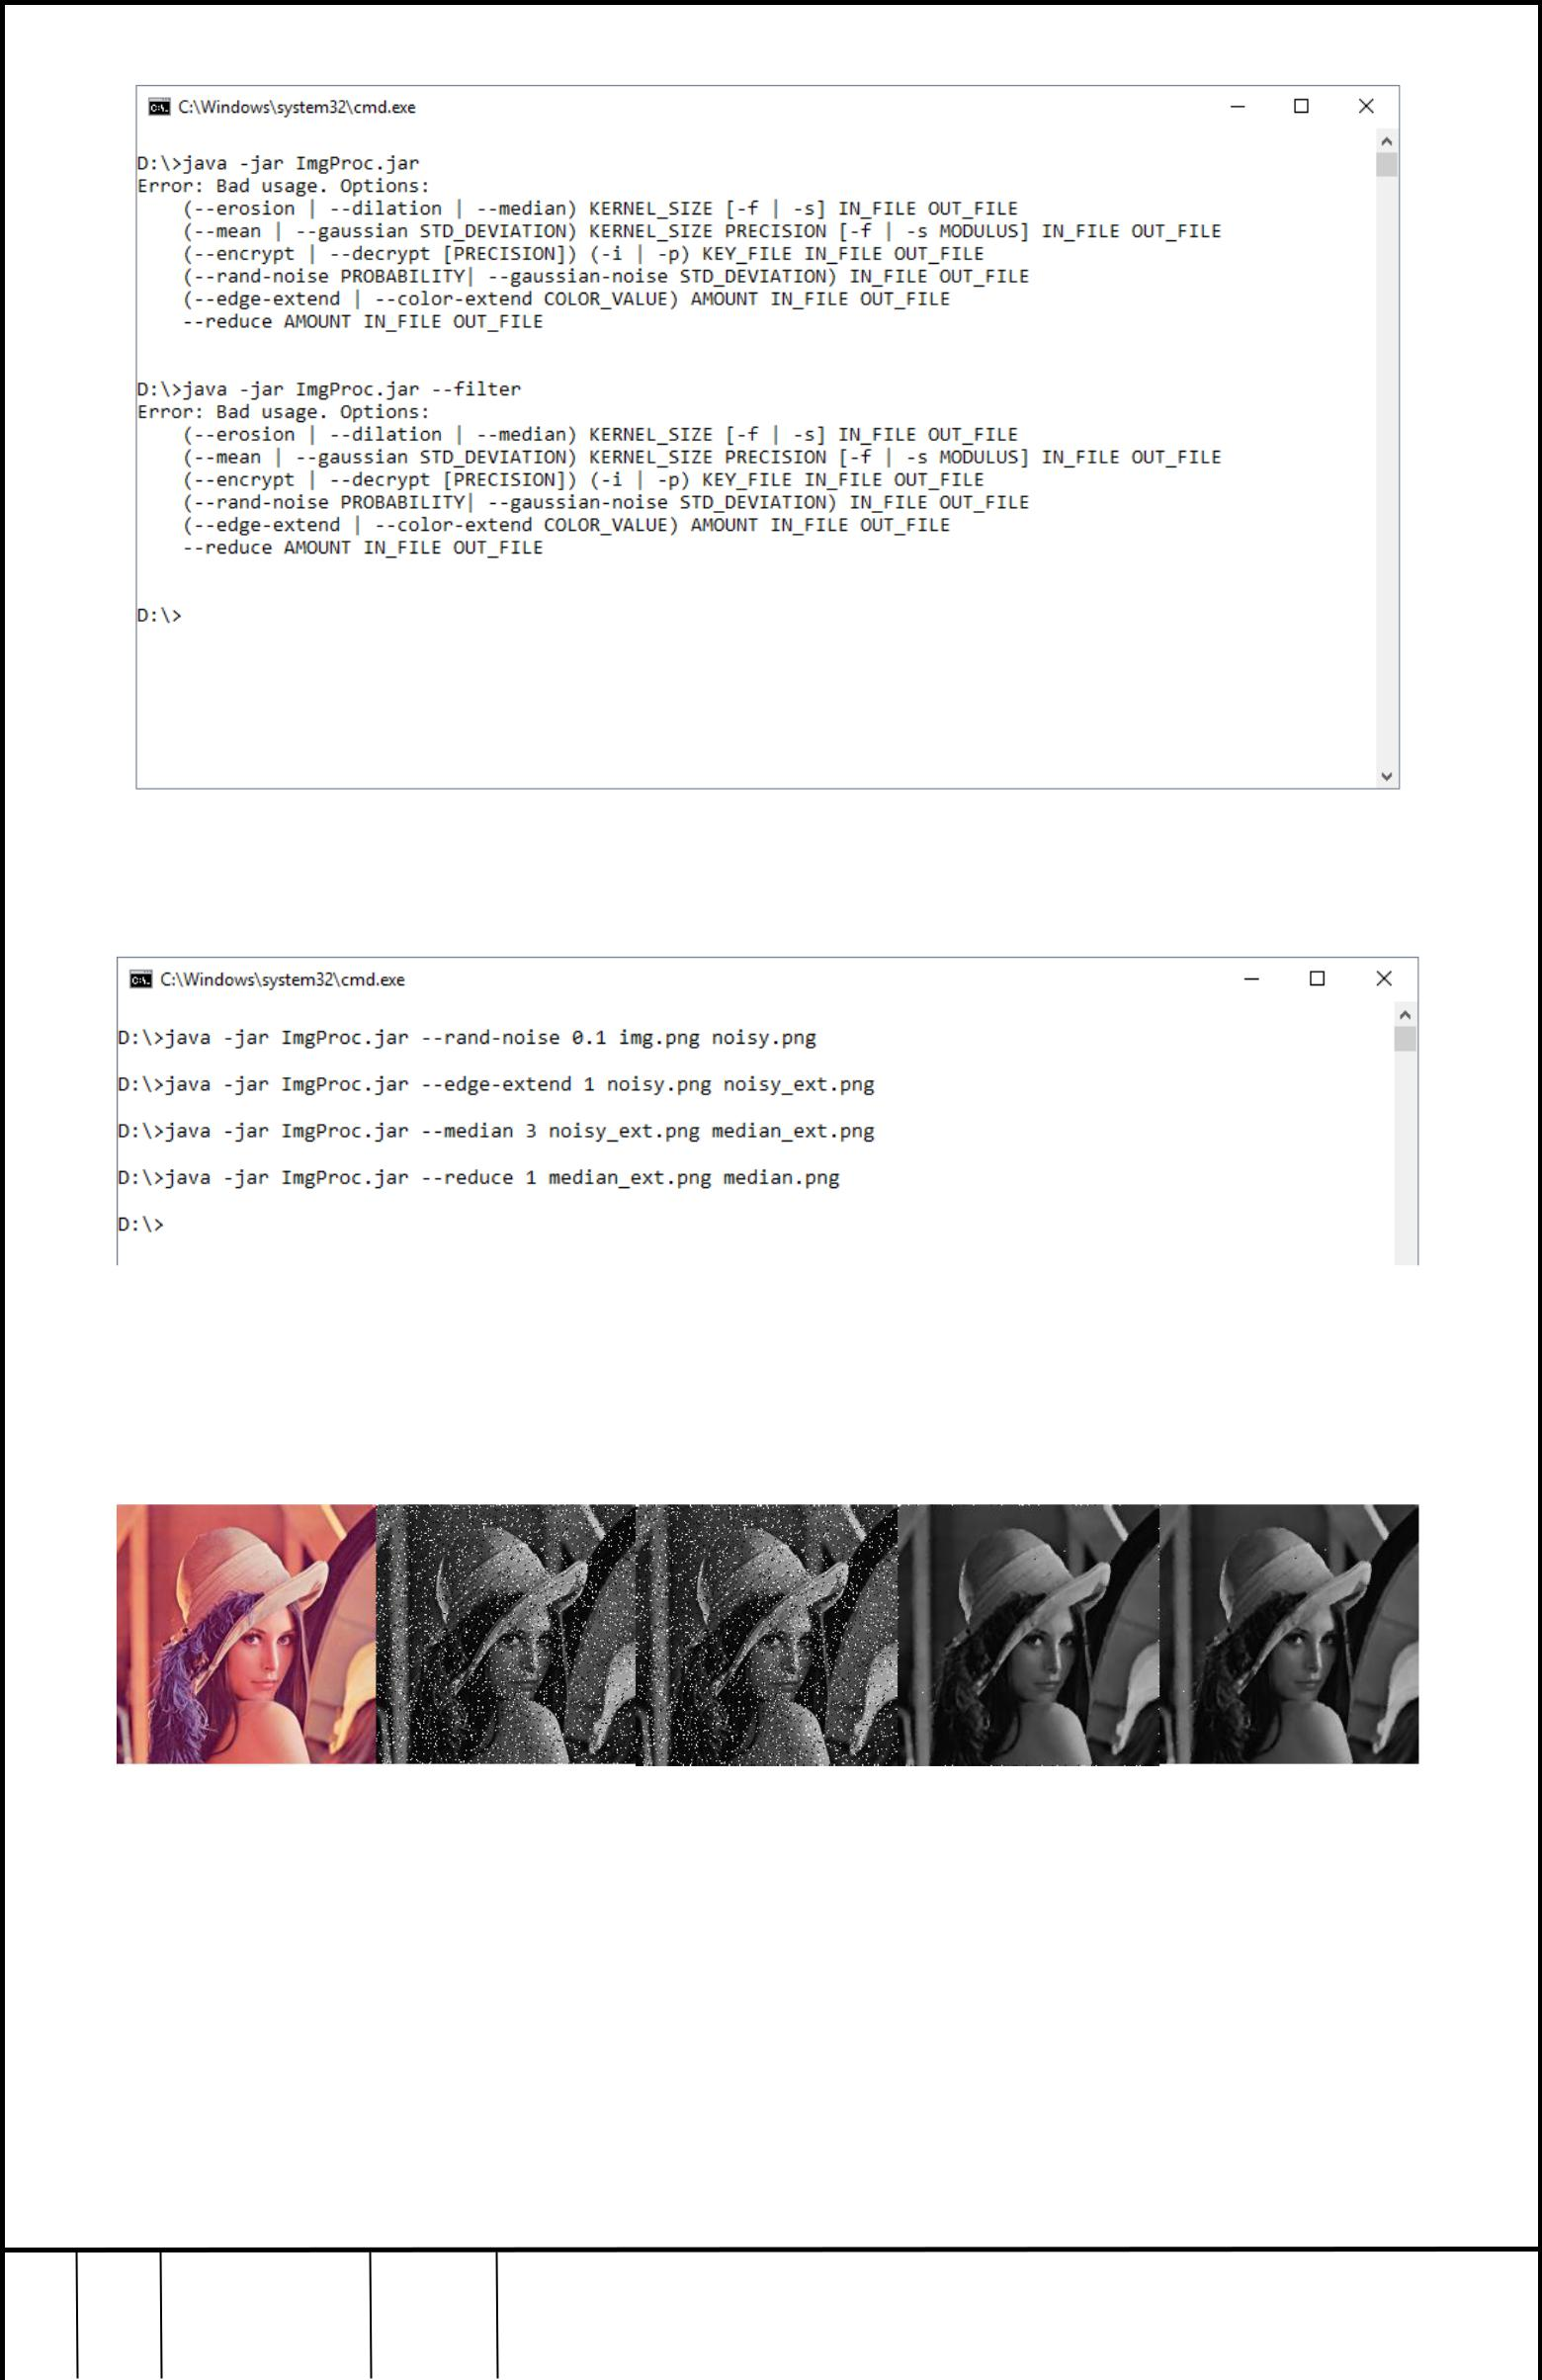 C:\Windows\system32\cmd.exe
D:\>java -jar ImgProc.jar
Error: Bad usage. Options:
    (--erosion | --dilation | --median) KERNEL_SIZE [-f | -s] IN_FILE OUT_FILE
    (--mean | --gaussian STD_DEVIATION) KERNEL_SIZE PRECISION [-f | -s MODULUS] IN_FILE OUT_FILE
    (--encrypt | --decrypt [PRECISION]) (-i | -p) KEY_FILE IN_FILE OUT_FILE
    (--rand-noise PROBABILITY| --gaussian-noise STD_DEVIATION) IN_FILE OUT_FILE
    (--edge-extend | --color-extend COLOR_VALUE) AMOUNT IN_FILE OUT_FILE
    --reduce AMOUNT IN_FILE OUT_FILE
D:\>java -jar ImgProc.jar --filter
Error: Bad usage. Options:
    (--erosion | --dilation | --median) KERNEL_SIZE [-f | -s] IN_FILE OUT_FILE
    (--mean | --gaussian STD_DEVIATION) KERNEL_SIZE PRECISION [-f | -s MODULUS] IN_FILE OUT_FILE
    (--encrypt | --decrypt [PRECISION]) (-i | -p) KEY_FILE IN_FILE OUT_FILE
    (--rand-noise PROBABILITY| --gaussian-noise STD_DEVIATION) IN_FILE OUT_FILE
    (--edge-extend | --color-extend COLOR_VALUE) AMOUNT IN_FILE OUT_FILE
    --reduce AMOUNT IN_FILE OUT_FILE
D:\>
C:\Windows\system32\cmd.exe
D:\>java -jar ImgProc.jar --rand-noise 0.1 img.png noisy.png
D:\>java -jar ImgProc.jar --edge-extend 1 noisy.png noisy_ext.png
D:\>java -jar ImgProc.jar --median 3 noisy_ext.png median_ext.png
D:\>java -jar ImgProc.jar --reduce 1 median_ext.png median.png
D:\>